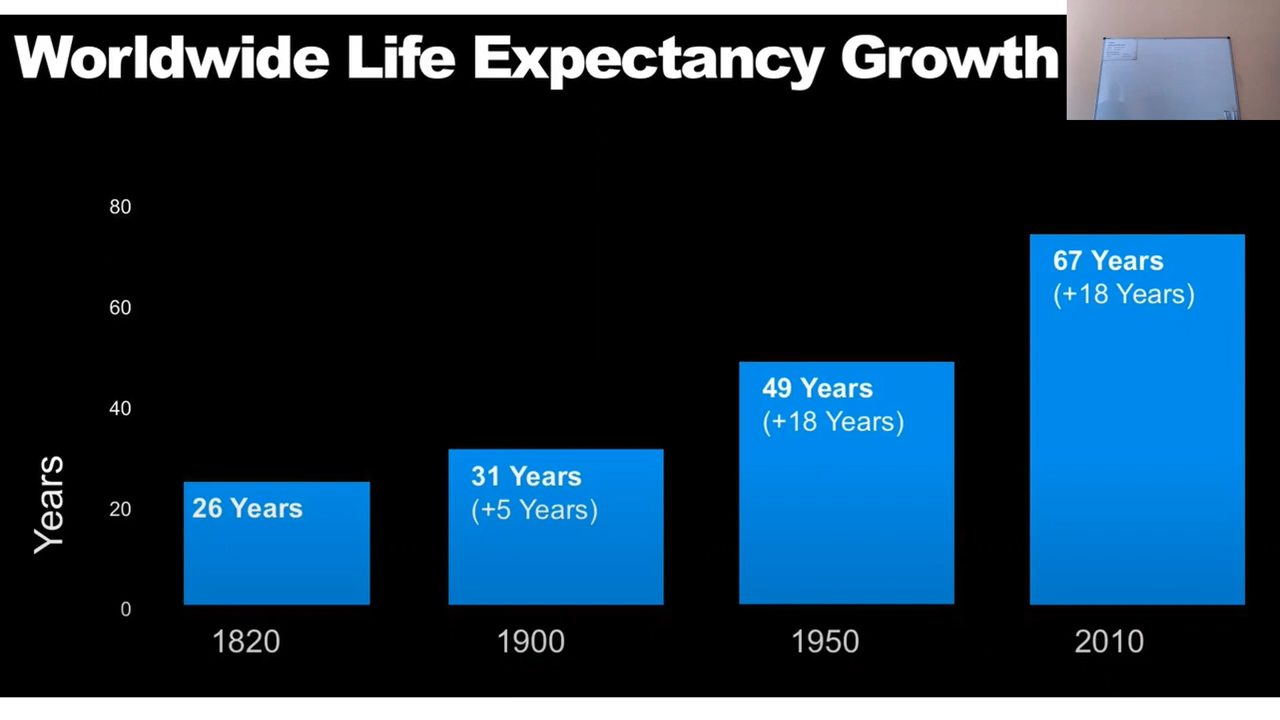 Worldwide Life Expectancy Growth
80
60
40
20
0
Years
26 Years
31 Years
(+5 Years)
49 Years
(+18 Years)
67 Years
(+18 Years)
1820
1900
1950
2010